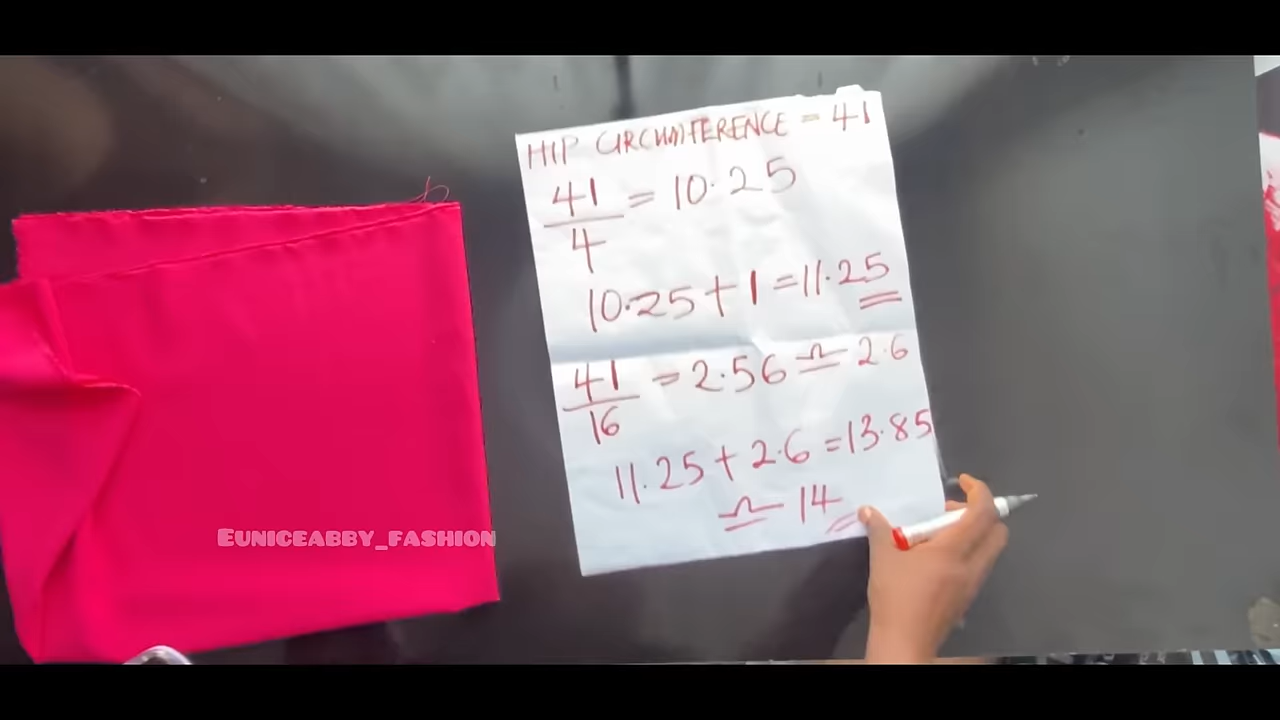 HIP CIRCUMFERENCE = 41
41/4 = 10.25
10.25 + 1 = 11.25
41/16 = 2.56 ≏ 2.6
11.25 + 2.6 = 13.85
≏ 14
EUNICEABBY_FASHION